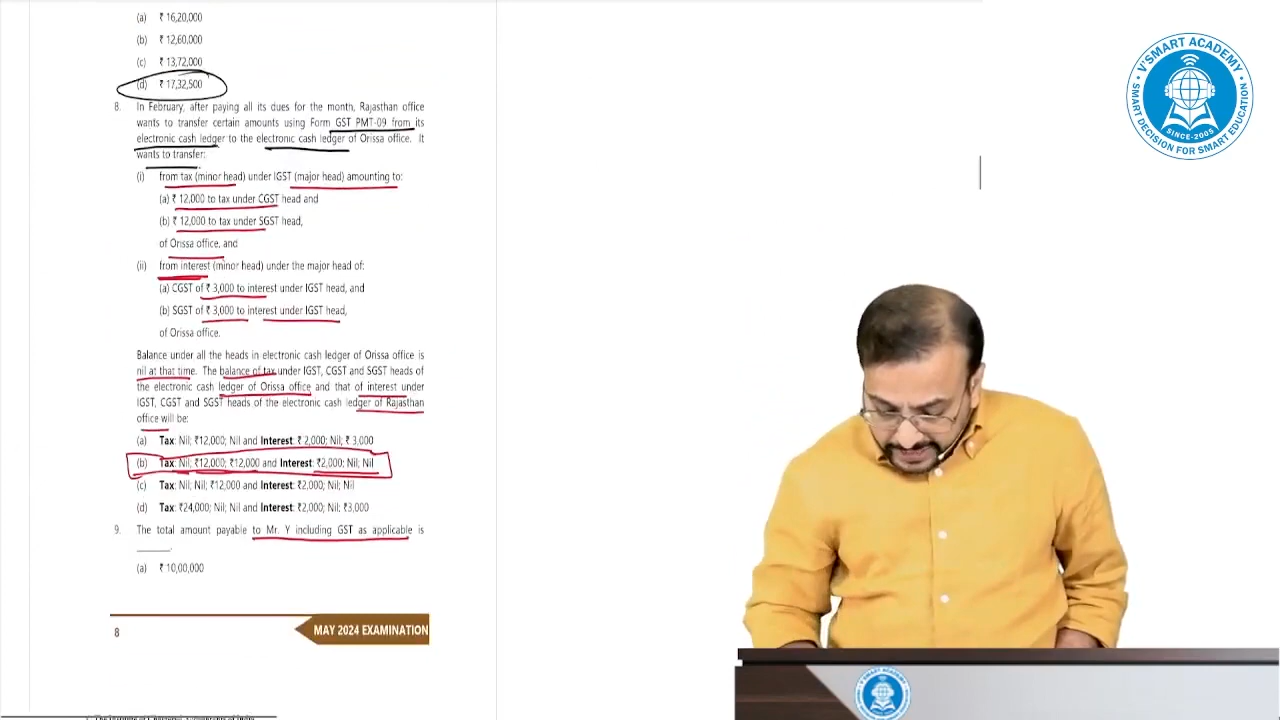 (a) ₹ 16,20,000
(b) ₹ 12,60,000
(c) ₹ 13,72,000
(d) ₹ 17,32,500
8. In February, after paying all its dues for the month, Rajasthan office
wants to transfer certain amounts using Form GST PMT-09 from its
electronic cash ledger to the electronic cash ledger of Orissa office. It
wants to transfer:
(i) from tax (minor head) under IGST (major head) amounting to:
(a) ₹ 12,000 to tax under CGST head and
(b) ₹ 12,000 to tax under SGST head,
of Orissa office, and
(ii) from interest (minor head) under the major head of:
(a) CGST of ₹ 3,000 to interest under IGST head, and
(b) SGST of ₹ 3,000 to interest under IGST head,
of Orissa office.
Balance under all the heads in electronic cash ledger of Orissa office is
nil at that time. The balance of tax under IGST, CGST and SGST heads of
the electronic cash ledger of Orissa office and that of interest under
IGST, CGST and SGST heads of the electronic cash ledger of Rajasthan
office will be:
(a) Tax: Nil; ₹12,000; Nil and Interest: ₹ 2,000; Nil; ₹ 3,000
(b) Tax: Nil; ₹12,000; ₹12,000 and Interest: ₹2,000; Nil; Nil
(c) Tax: Nil; Nil; ₹12,000 and Interest: ₹2,000; Nil; Nil
(d) Tax: ₹24,000; Nil; Nil and Interest: ₹2,000; Nil; ₹3,000
9. The total amount payable to Mr. Y including GST as applicable is
______.
(a) ₹ 10,00,000
8
MAY 2024 EXAMINATION
V'SMART ACADEMY
SINCE-2005
SMART DECISION FOR SMART EDUCATION